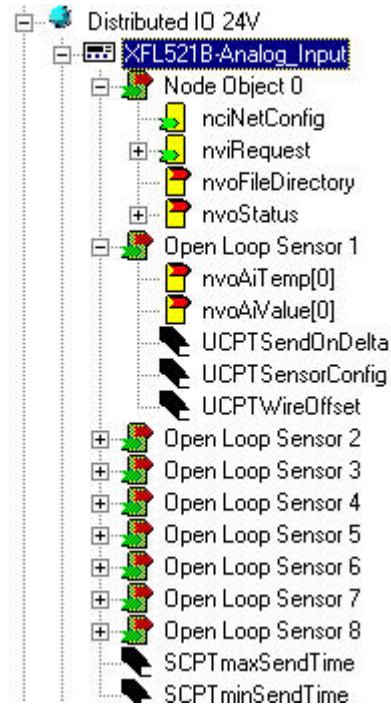 Distributed IO 24V
XFL521B-Analog_Input
Node Object 0
nciNetConfig
nviRequest
nvoFileDirectory
nvoStatus
Open Loop Sensor 1
nvoAiTemp[0]
nvoAiValue[0]
UCPTSendOnDelta
UCPTSensorConfig
UCPTWireOffset
Open Loop Sensor 2
Open Loop Sensor 3
Open Loop Sensor 4
Open Loop Sensor 5
Open Loop Sensor 6
Open Loop Sensor 7
Open Loop Sensor 8
SCPTmaxSendTime
SCPTminSendTime